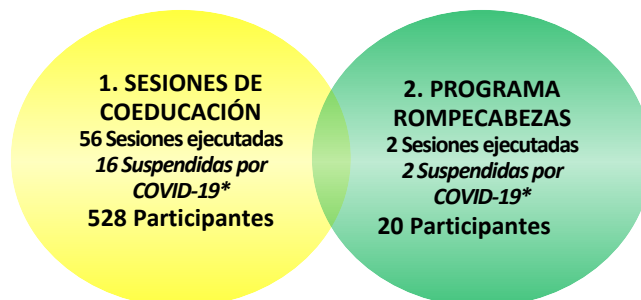 1. SESIONES DE
COEDUCACIÓN
56 Sesiones ejecutadas
16 Suspendidas por
COVID-19*
528 Participantes
2. PROGRAMA
ROMPECABEZAS
2 Sesiones ejecutadas
2 Suspendidas por
COVID-19*
20 Participantes